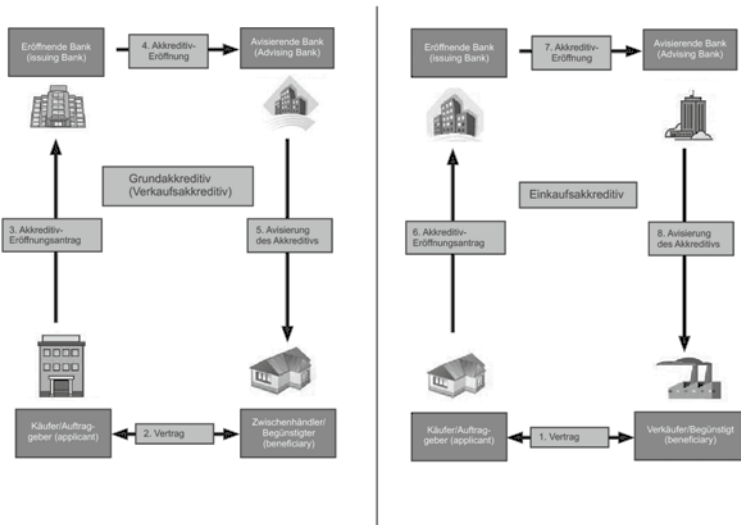 Eröffnende Bank
(issuing Bank)
4. Akkreditiv-
Eröffnung
Avisierende Bank
(Advising Bank)
Grundakkreditiv
(Verkaufsakkreditiv)
3. Akkreditiv-
Eröffnungsantrag
5. Avisierung
des Akkreditivs
Käufer/Auftrag-
geber (applicant)
2. Vertrag
Zwischenhändler/
Begünstigter
(beneficiary)
Eröffnende Bank
(issuing Bank)
7. Akkreditiv-
Eröffnung
Avisierende Bank
(Advising Bank)
Einkaufsakkreditiv
6. Akkreditiv-
Eröffnungsantrag
8. Avisierung
des Akkreditivs
Käufer/Auftrag-
geber (applicant)
1. Vertrag
Verkäufer/Begünstigt
(beneficiary)